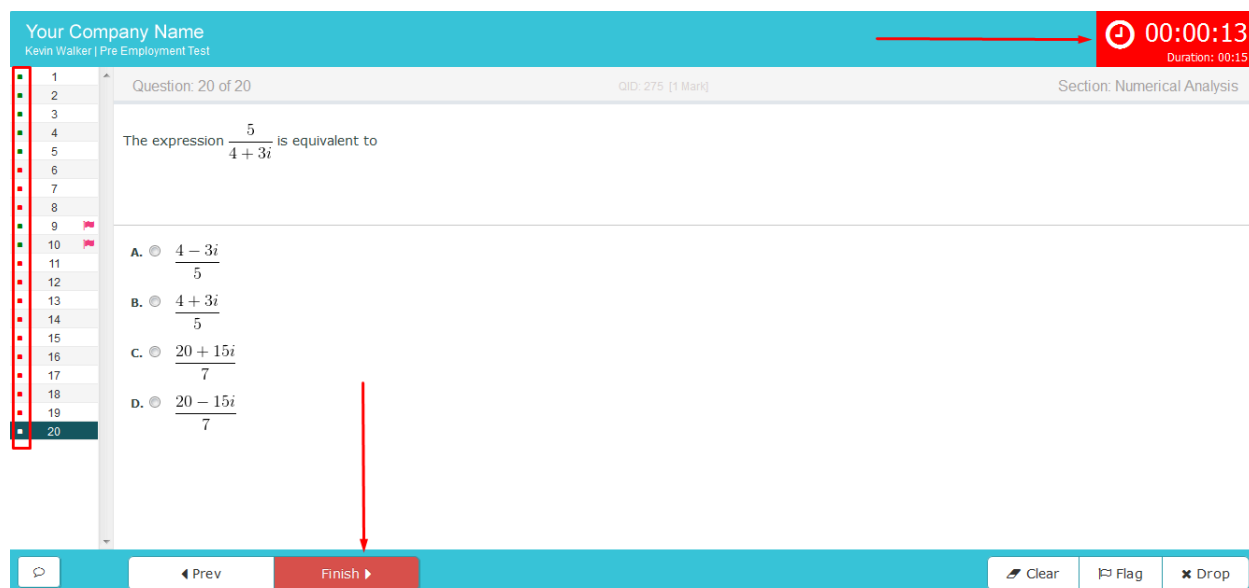 Your Company Name
Kevin Walker | Pre Employment Test
00:00:13
Duration: 00:15
1
2
3
4
5
6
7
8
9
10
11
12
13
14
15
16
17
18
19
20
Question: 20 of 20
QID: 275 [1 Mark]
Section: Numerical Analysis
The expression 5/(4 + 3i) is equivalent to
A. (4 − 3i)/5
B. (4 + 3i)/5
C. (20 + 15i)/7
D. (20 − 15i)/7
Prev
Finish
Clear
Flag
Drop